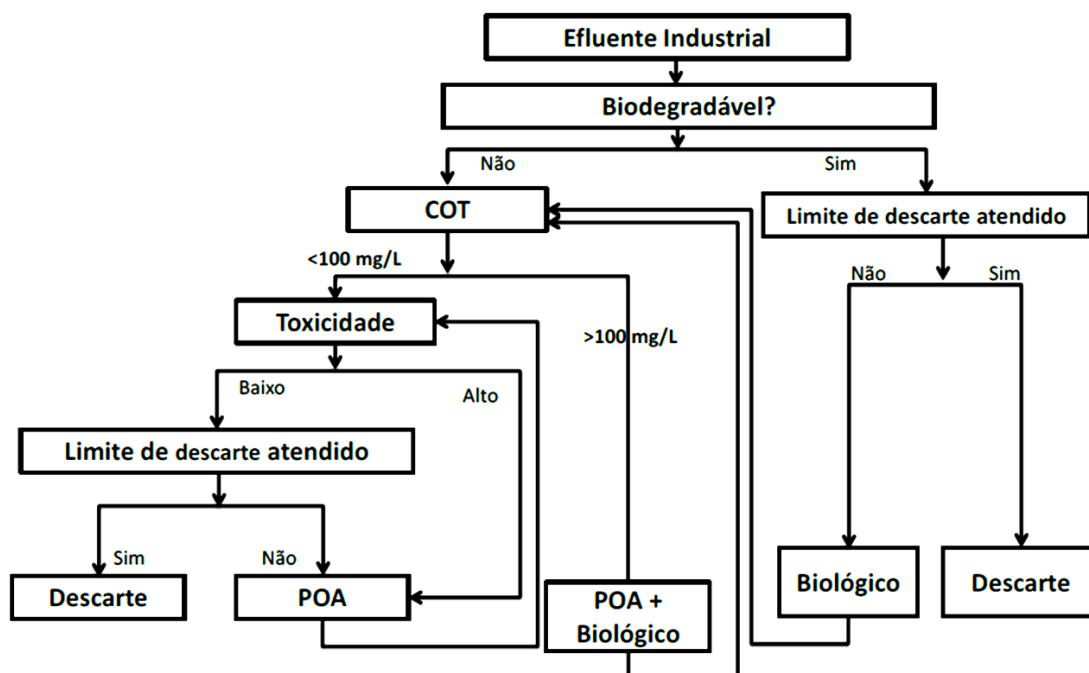 Efluente Industrial
Biodegradável?
Não
Sim
COT
Limite de descarte atendido
<100 mg/L
Não
Sim
Toxicidade
>100 mg/L
Baixo
Alto
Limite de descarte atendido
Sim
Não
Descarte
POA
POA +
Biológico
Biológico
Descarte